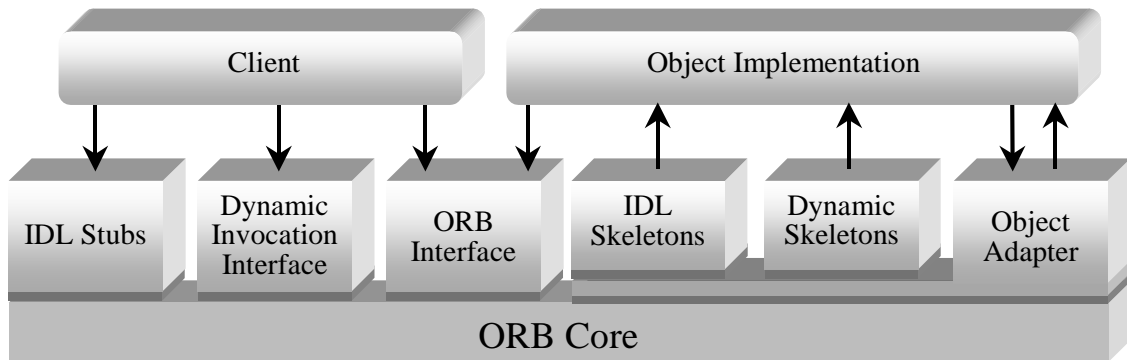 Client
Object Implementation
IDL Stubs
Dynamic
Invocation
Interface
ORB
Interface
IDL
Skeletons
Dynamic
Skeletons
Object
Adapter
ORB Core